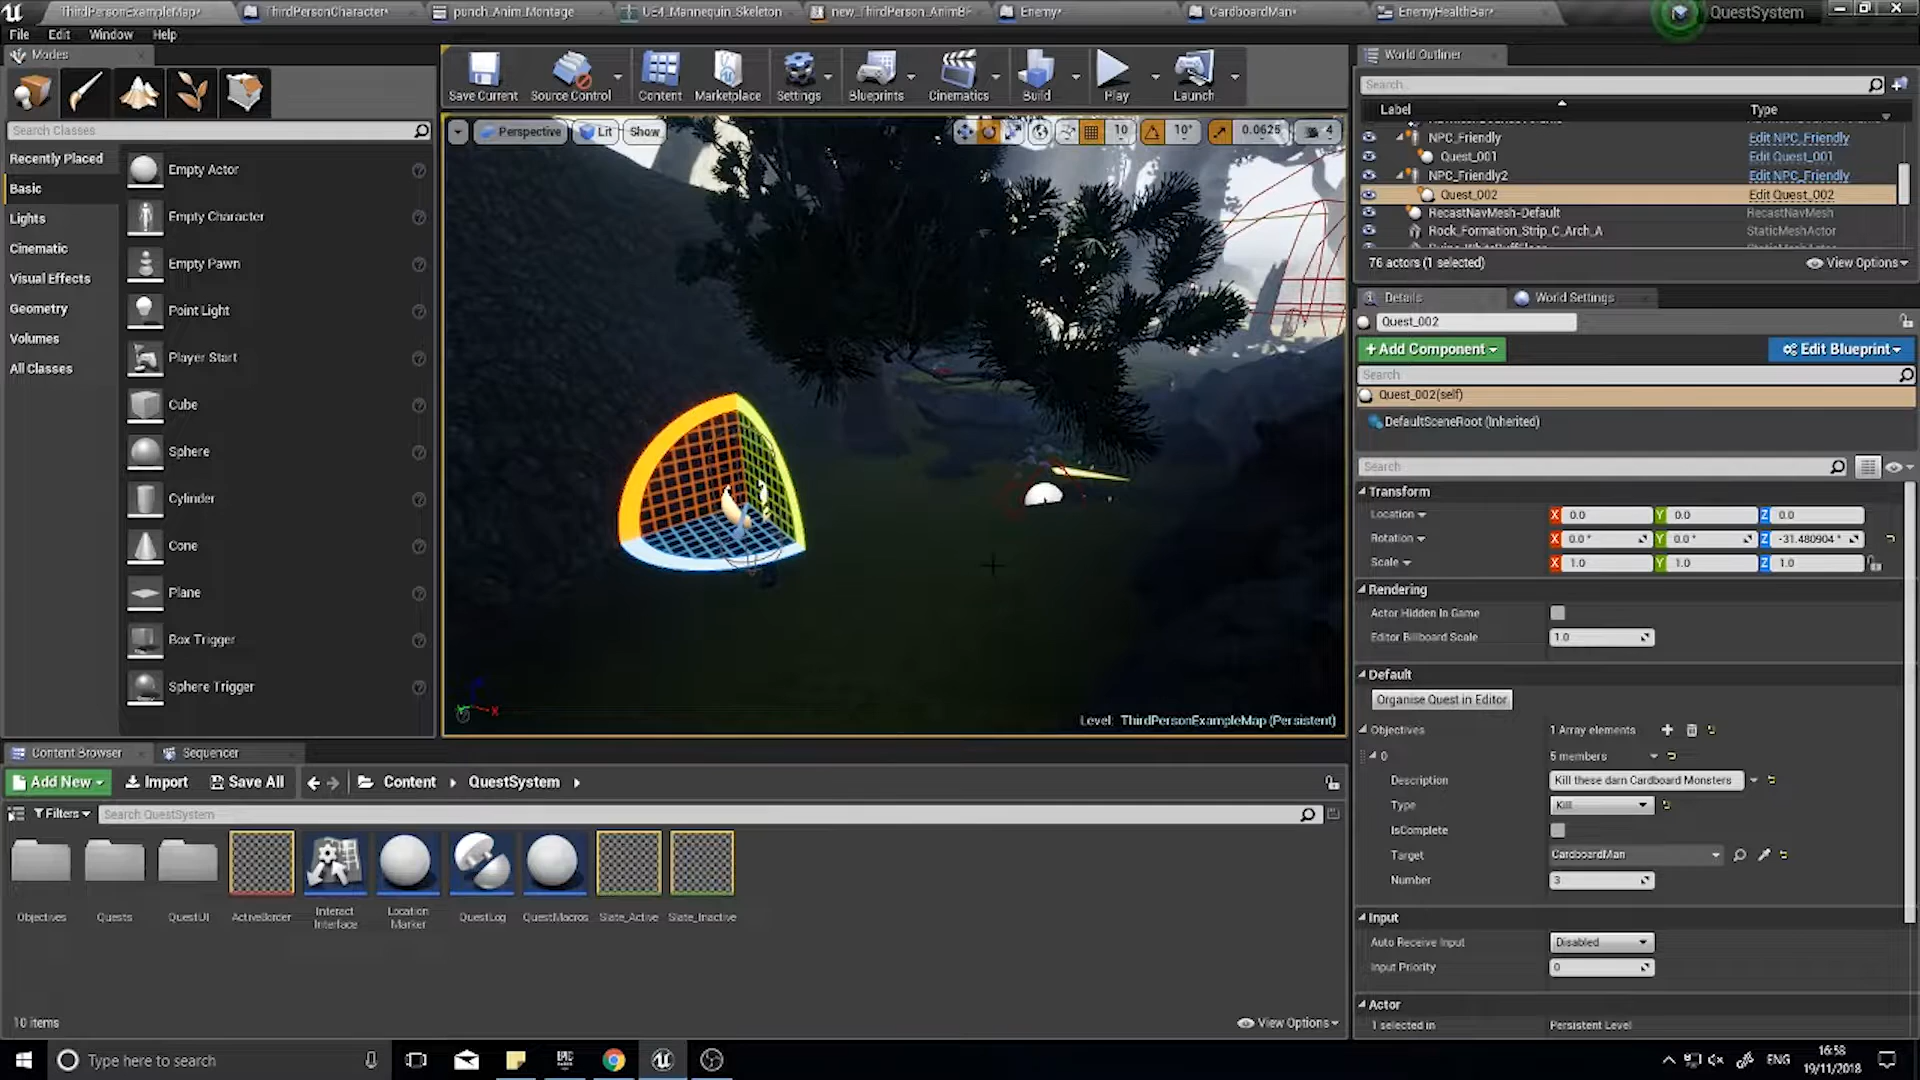 ThirdPersonExampleMap*
ThirdPersonCharacter*
punch_Anim_Montage
UE4_Mannequin_Skeleton
new_ThirdPerson_AnimBP
Enemy*
CardboardMan*
EnemyHealthBar*
QuestSystem
File Edit Window Help
Modes
Search Classes
Recently Placed
Basic
Lights
Cinematic
Visual Effects
Geometry
Volumes
All Classes
Empty Actor
Empty Character
Empty Pawn
Point Light
Player Start
Cube
Sphere
Cylinder
Cone
Plane
Box Trigger
Sphere Trigger
Save Current
Source Control
Content
Marketplace
Settings
Blueprints
Cinematics
Build
Play
Launch
Perspective Lit Show
10 10° 0.0625 4
X
Level: ThirdPersonExampleMap (Persistent)
World Outliner
Search...
Label Type
NPC_Friendly Edit NPC_Friendly
Quest_001 Edit Quest_001
NPC_Friendly2 Edit NPC_Friendly
Quest_002 Edit Quest_002
RecastNavMesh-Default RecastNavMesh
Rock_Formation_Strip_C_Arch_A StaticMeshActor
76 actors (1 selected) View Options
Details World Settings
Quest_002
+Add Component Edit Blueprint
Search
Quest_002(self)
DefaultSceneRoot (Inherited)
Search
Transform
Location X 0.0 Y 0.0 Z 0.0
Rotation X 0.0° Y 0.0° Z -31.480904°
Scale X 1.0 Y 1.0 Z 1.0
Rendering
Actor Hidden In Game
Editor Billboard Scale 1.0
Default
Organise Quest in Editor
Objectives 1 Array elements
0 5 members
Description Kill these darn Cardboard Monsters
Type Kill
IsComplete
Target CardboardMan
Number 3
Input
Auto Receive Input Disabled
Input Priority 0
Actor
1 selected in Persistent Level
Content Browser Sequencer
Add New Import Save All Content QuestSystem
Filters Search QuestSystem
Objectives
Quests
QuestUI
ActiveBorder
Interact Interface
Location Marker
QuestLog
QuestMacros
Slate_Active
Slate_Inactive
10 items View Options
Type here to search
EPIC GAMES
ENG
16:58
19/11/2018